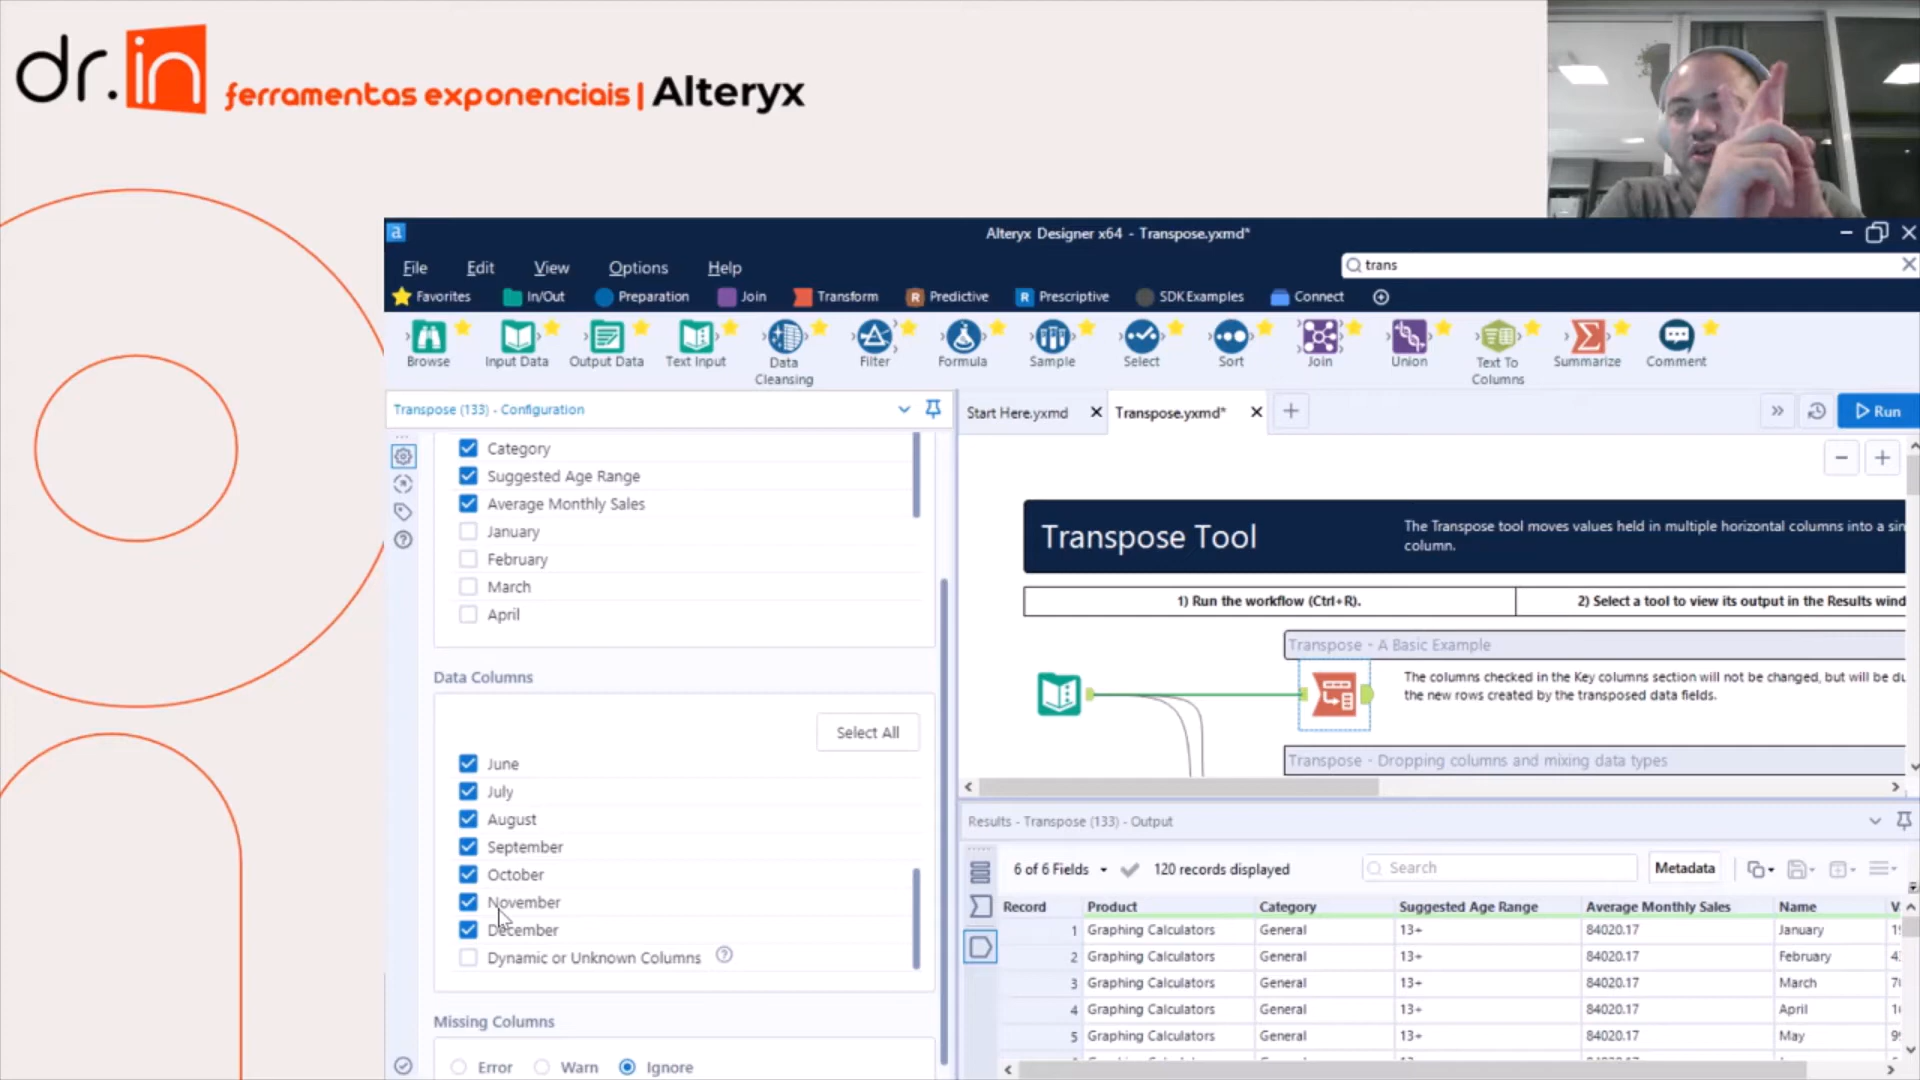 dr.in ferramentas exponenciais | Alteryx
a
Alteryx Designer x64 - Transpose.yxmd*
File Edit View Options Help
trans
Favorites In/Out Preparation Join Transform R Predictive R Prescriptive SDK Examples Connect
Browse Input Data Output Data Text Input Data Cleansing Filter Formula Sample Select Sort Join Union Text To Columns Summarize Comment
Transpose (133) - Configuration
Start Here.yxmd Transpose.yxmd*
Run
Category
Suggested Age Range
Average Monthly Sales
January
February
March
April
Data Columns
Select All
June
July
August
September
October
November
December
Dynamic or Unknown Columns
Missing Columns
Error Warn Ignore
Transpose Tool
The Transpose tool moves values held in multiple horizontal columns into a sin
column.
1) Run the workflow (Ctrl+R).
2) Select a tool to view its output in the Results wind
Transpose - A Basic Example
The columns checked in the Key columns section will not be changed, but will be du
the new rows created by the transposed data fields.
Transpose - Dropping columns and mixing data types
Results - Transpose (133) - Output
6 of 6 Fields 120 records displayed Search Metadata
Record Product Category Suggested Age Range Average Monthly Sales Name V
1 Graphing Calculators General 13+ 84020.17 January
2 Graphing Calculators General 13+ 84020.17 February
3 Graphing Calculators General 13+ 84020.17 March
4 Graphing Calculators General 13+ 84020.17 April
5 Graphing Calculators General 13+ 84020.17 May